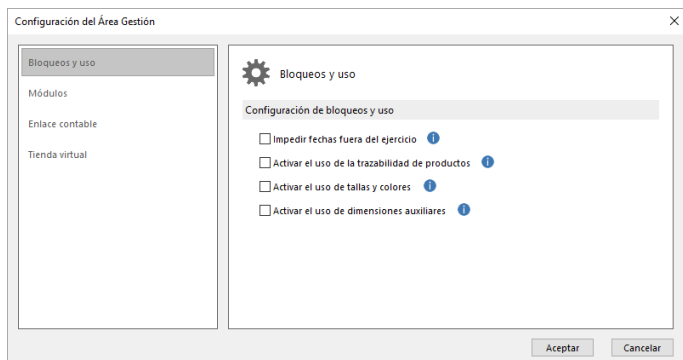 Configuración del Área Gestión
Bloqueos y uso
Módulos
Enlace contable
Tienda virtual
Bloqueos y uso
Configuración de bloqueos y uso
Impedir fechas fuera del ejercicio
Activar el uso de la trazabilidad de productos
Activar el uso de tallas y colores
Activar el uso de dimensiones auxiliares
Aceptar Cancelar